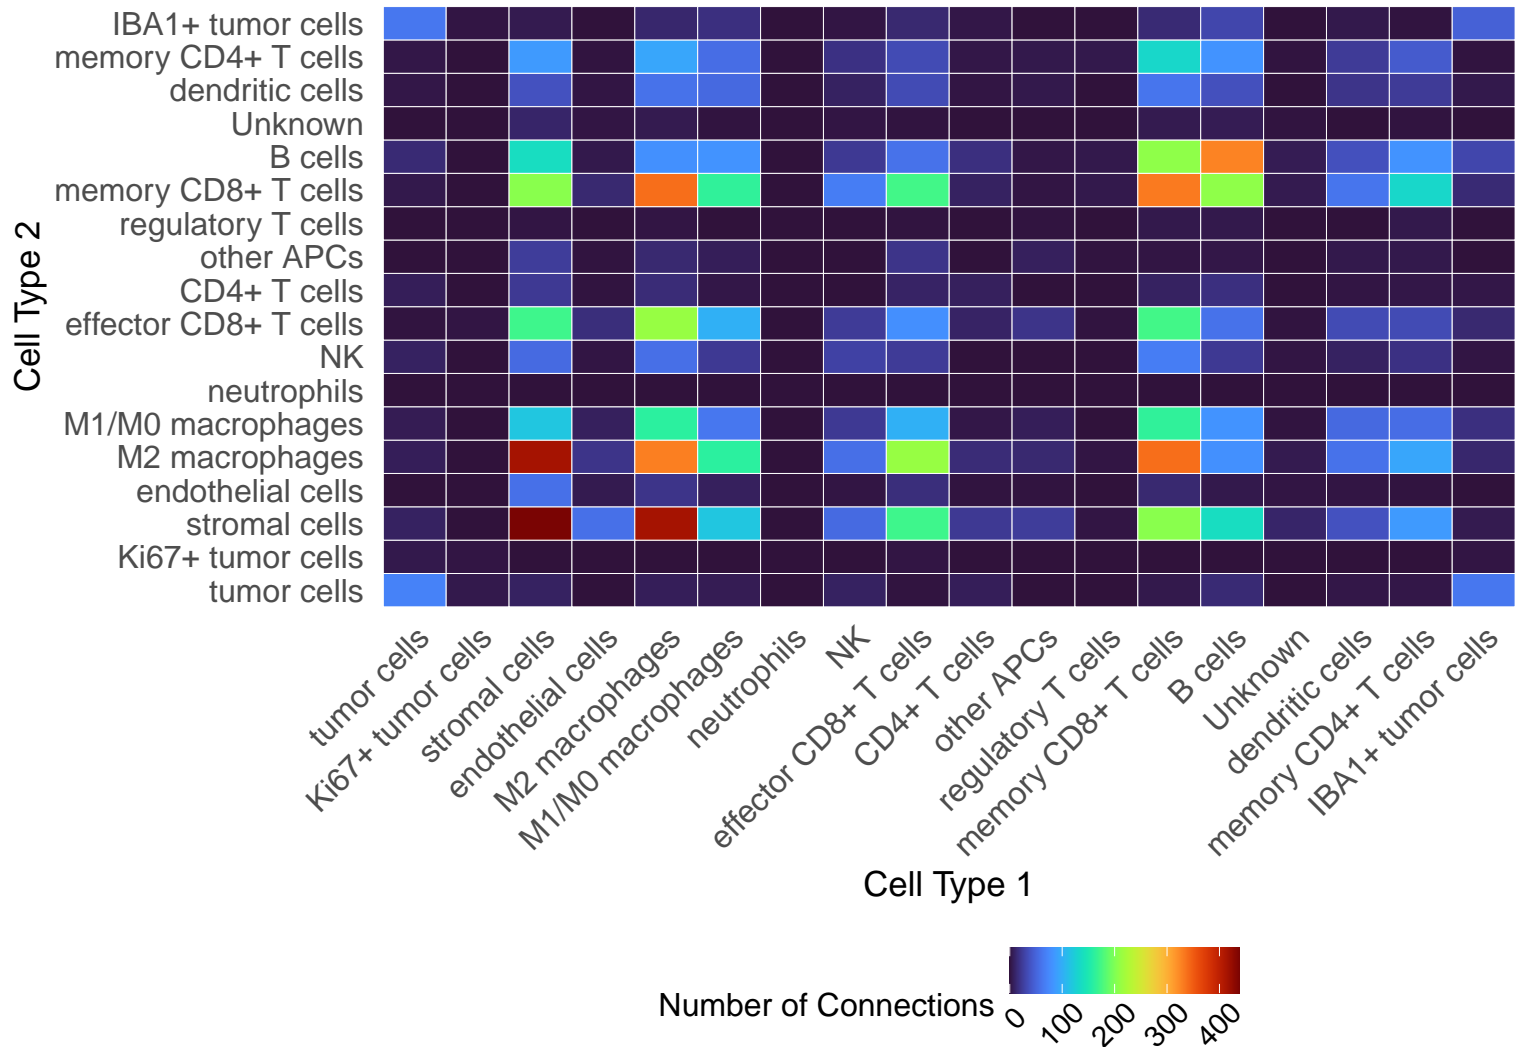 IBA1+ tumor cells
memory CD4+ T cells
dendritic cells
Unknown
B cells
memory CD8+ T cells
regulatory T cells
other APCs
CD4+ T cells
effector CD8+ T cells
NK
neutrophils
M1/M0 macrophages
M2 macrophages
endothelial cells
stromal cells
Ki67+ tumor cells
tumor cells
Cell Type 2
tumor cells
Ki67+ tumor cells
stromal cells
endothelial cells
M2 macrophages
M1/M0 macrophages
neutrophils
NK
effector CD8+ T cells
CD4+ T cells
other APCs
regulatory T cells
memory CD8+ T cells
B cells
Unknown
dendritic cells
memory CD4+ T cells
IBA1+ tumor cells
Cell Type 1
Number of Connections
0
100
200
300
400